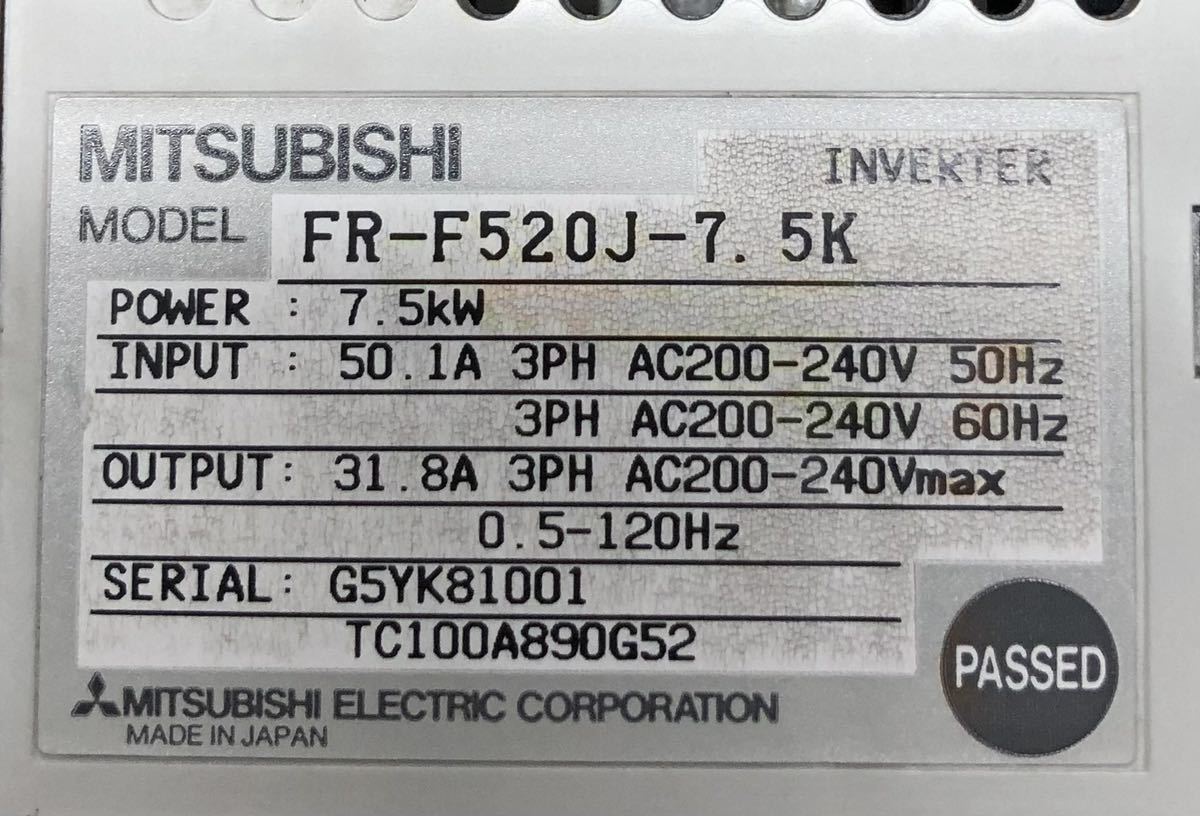 MITSUBISHI
INVERTER
MODEL FR-F520J-7.5K
POWER : 7.5kW
INPUT : 50.1A 3PH AC200-240V 50Hz
3PH AC200-240V 60Hz
OUTPUT: 31.8A 3PH AC200-240Vmax
0.5-120Hz
SERIAL: G5YK81001
TC100A890G52
PASSED
MITSUBISHI ELECTRIC CORPORATION
MADE IN JAPAN